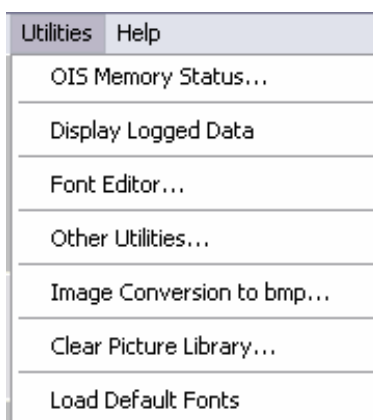 Utilities Help
OIS Memory Status...
Display Logged Data
Font Editor...
Other Utilities...
Image Conversion to bmp...
Clear Picture Library...
Load Default Fonts